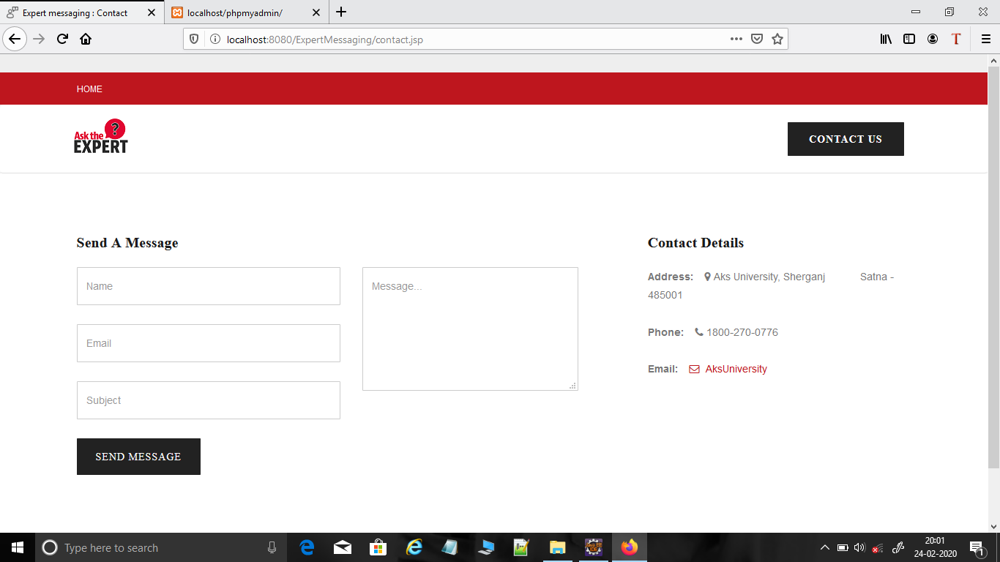 Expert messaging : Contact
localhost/phpmyadmin/
localhost:8080/ExpertMessaging/contact.jsp
HOME
Ask the ?
EXPERT
CONTACT US
Send A Message
Contact Details
Name
Message...
Address: Aks University, Sherganj Satna -
485001
Email
Phone: 1800-270-0776
Email: AksUniversity
Subject
SEND MESSAGE
Type here to search
20:01
24-02-2020
1